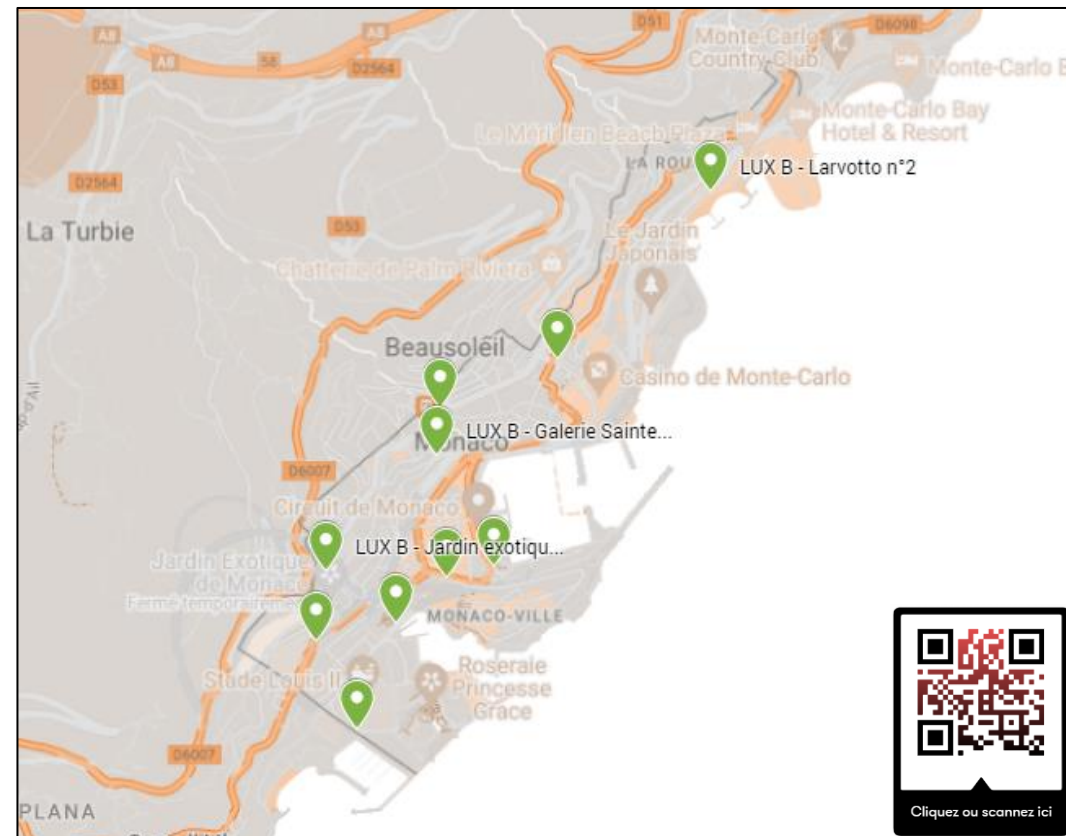 D51
D6098
A8
A8
A8
58
D2564
Monte-Carlo
Country-Club
Monte-Carlo B
D53
Monte-Carlo Bay
Hotel & Resort
Le Méridien Beach Plaza
LA ROU
LUX B - Larvotto n°2
D2564
La Turbie
D53
Le Jardin
Japonais
Chatterie de Palm Riviera
Beausoleil
Casino de Monte-Carlo
LUX B - Galerie Sainte...
Monaco
D6007
Circuit de Monaco
LUX B - Jardin exotiqu...
Jardin Exotique
de Monaco
Fermé temporaireme
MONACO-VILLE
Stade Louis II
Roseraie
Princesse
Grace
D6007
PLANA
Cliquez ou scannez ici